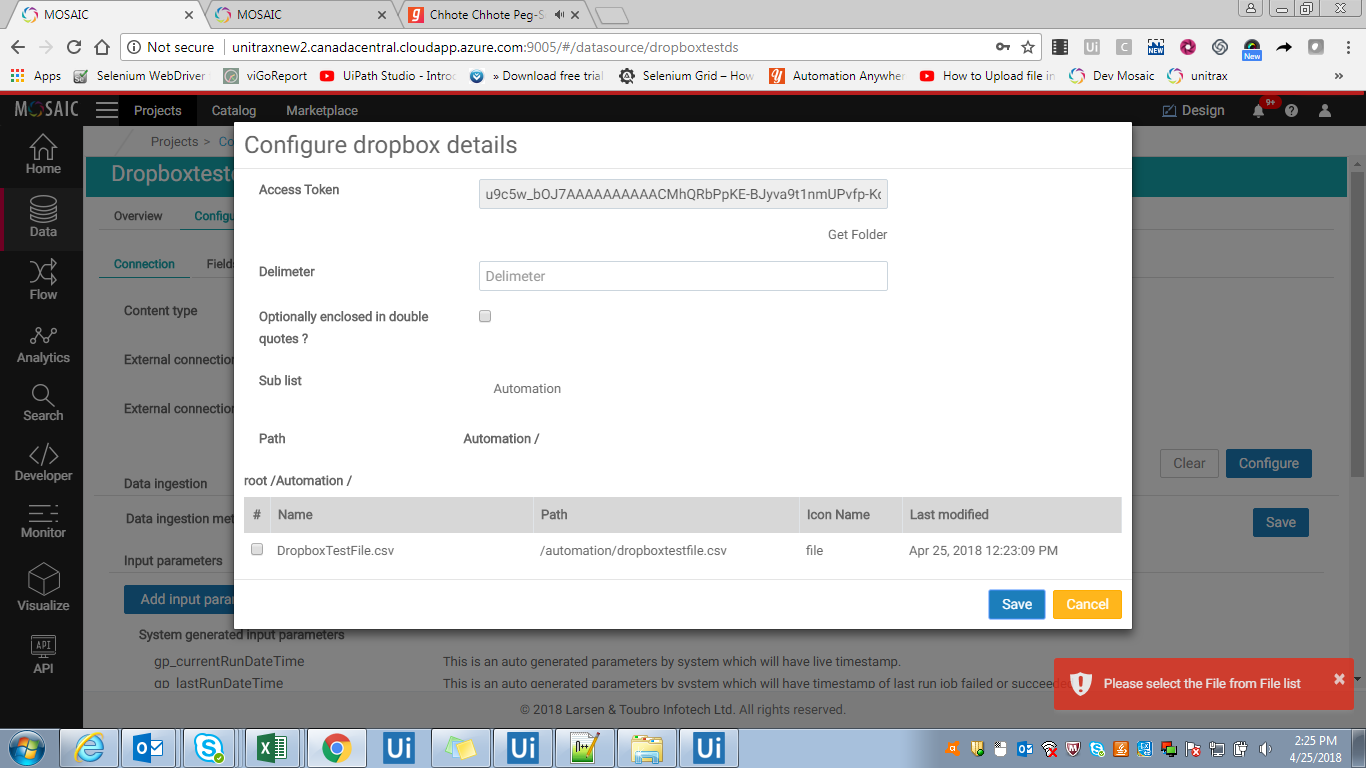 MOSAIC
MOSAIC
Chhote Chhote Peg-S
Not secure
unitraxnew2.canadacentral.cloudapp.azure.com:9005/#/datasource/dropboxtestds
NEW
New
Apps
Selenium WebDriver
viGoReport
UiPath Studio - Introd
» Download free trial
Selenium Grid – How
Automation Anywher
How to Upload file in
Dev Mosaic
unitrax
»
MOSAIC
Projects
Catalog
Marketplace
Design
9+
Projects > Co
Configure dropbox details
Home
Dropboxtest
Access Token
u9c5w_bOJ7AAAAAAAAAACMhQRbPpKE-BJyva9t1nmUPvfp-Kc
Overview
Configu
Data
Get Folder
Connection
Field
Delimeter
Delimeter
Flow
Content type
Optionally enclosed in double
quotes ?
Analytics
External connection
Sub list
Automation
Search
External connection
Path
Automation /
Clear
Configure
Developer
Data ingestion
root /Automation /
# Name Path Icon Name Last modified
Monitor
Data ingestion met
Save
DropboxTestFile.csv /automation/dropboxtestfile.csv file Apr 25, 2018 12:23:09 PM
Input parameters
Visualize
Add input para
Save
Cancel
System generated input parameters
API
API
gp_currentRunDateTime
This is an auto generated parameters by system which will have live timestamp.
gp_lastRunDateTime
This is an auto generated parameters by system which will have timestamp of last run job failed or succeede
Please select the File from File list
© 2018 Larsen & Toubro Infotech Ltd. All rights reserved.
2:25 PM
4/25/2018